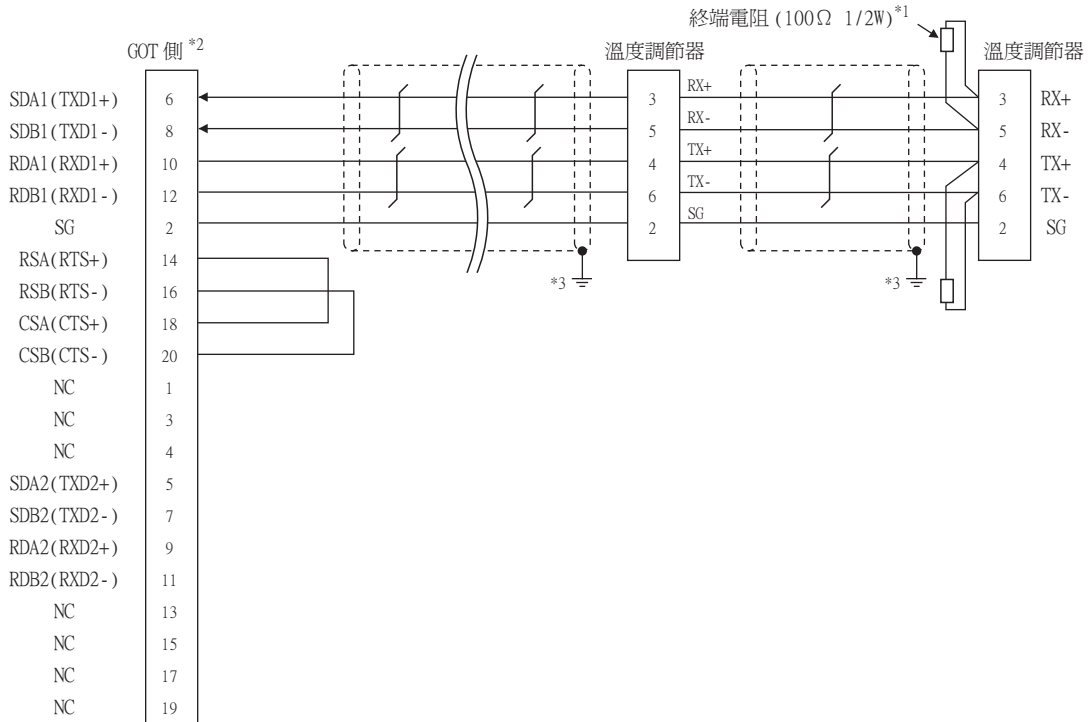 終端電阻 (100Ω 1/2W)*1
GOT 側 *2 溫度調節器 溫度調節器
SDA1(TXD1+) 6 3 RX+ 3 RX+
SDB1(TXD1-) 8 5 RX- 5 RX-
RDA1(RXD1+) 10 4 TX+ 4 TX+
RDB1(RXD1-) 12 6 TX- 6 TX-
SG 2 2 SG 2 SG
RSA(RTS+) 14
*3 *3
RSB(RTS-) 16
CSA(CTS+) 18
CSB(CTS-) 20
NC 1
NC 3
NC 4
SDA2(TXD2+) 5
SDB2(TXD2-) 7
RDA2(RXD2+) 9
RDB2(RXD2-) 11
NC 13
NC 15
NC 17
NC 19